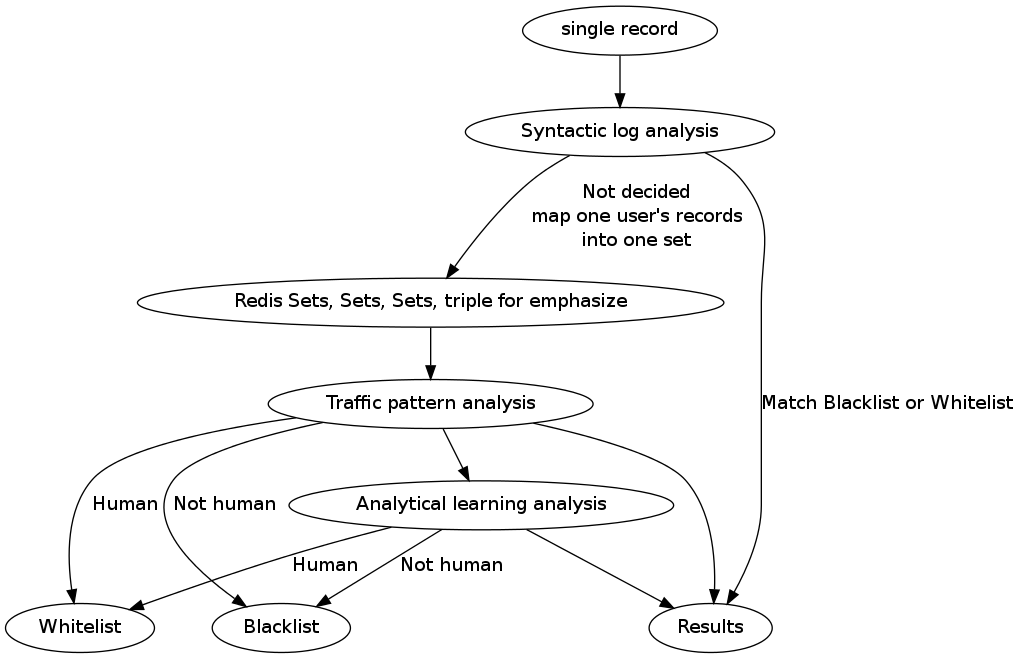 single record
Syntactic log analysis
Not decided
map one user's records
into one set
Redis Sets, Sets, Sets, triple for emphasize
Traffic pattern analysis
Match Blacklist or Whitelist
Human
Not human
Analytical learning analysis
Human
Not human
Whitelist
Blacklist
Results